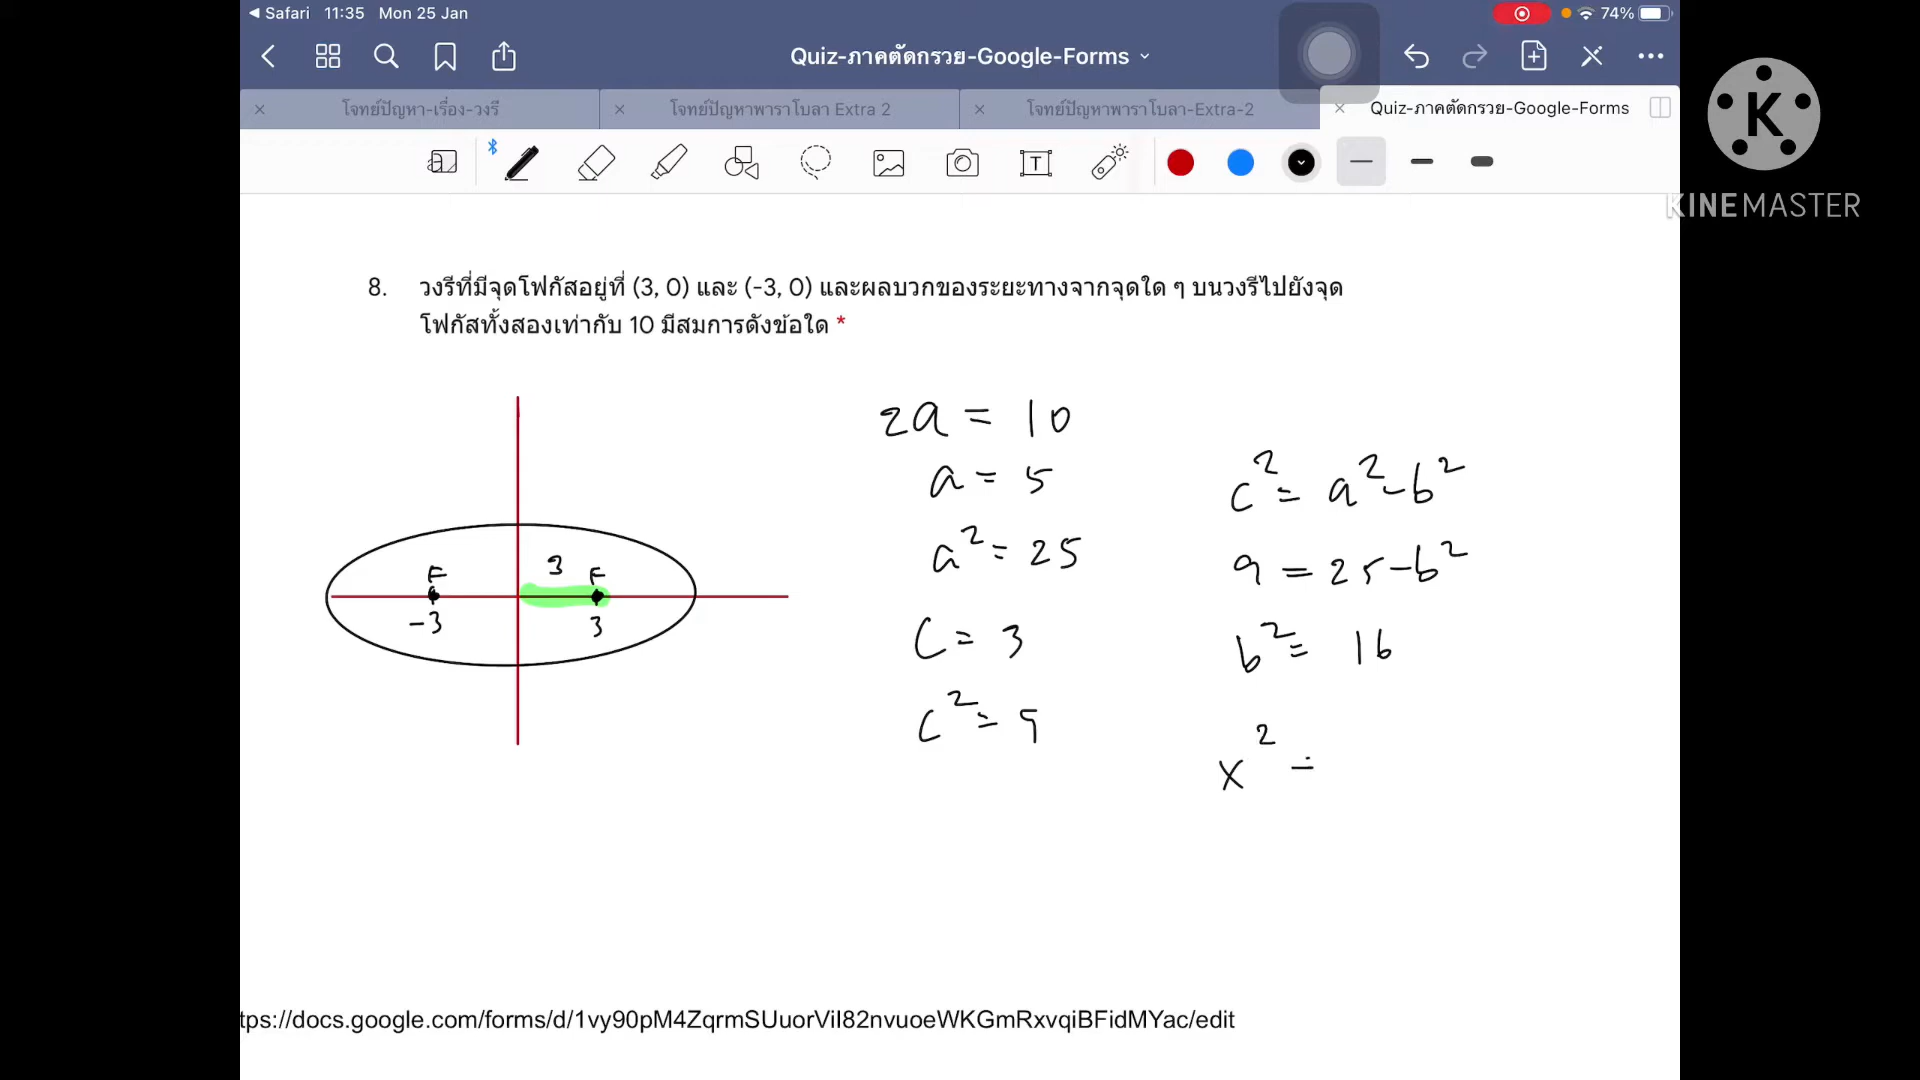 Safari 11:35 Mon 25 Jan
74%
Quiz-ภาคตัดกรวย-Google-Forms
โจทย์ปัญหา-เรื่อง-วงรี
โจทย์ปัญหาพาราโบลา Extra 2
โจทย์ปัญหาพาราโบลา-Extra-2
Quiz-ภาคตัดกรวย-Google-Forms
T
K
KINEMASTER
8. วงรีที่มีจุดโฟกัสอยู่ที่ (3, 0) และ (-3, 0) และผลบวกของระยะทางจากจุดใด ๆ บนวงรีไปยังจุด
โฟกัสทั้งสองเท่ากับ 10 มีสมการดังข้อใด *
F 3 F
-3 3
2a = 10
a = 5
a² = 25
c = 3
c² = 9
c² = a² - b²
9 = 25 - b²
b² = 16
x²
tps://docs.google.com/forms/d/1vy90pM4ZqrmSUuorViI82nvuoeWKGmRxvqiBFidMYac/edit